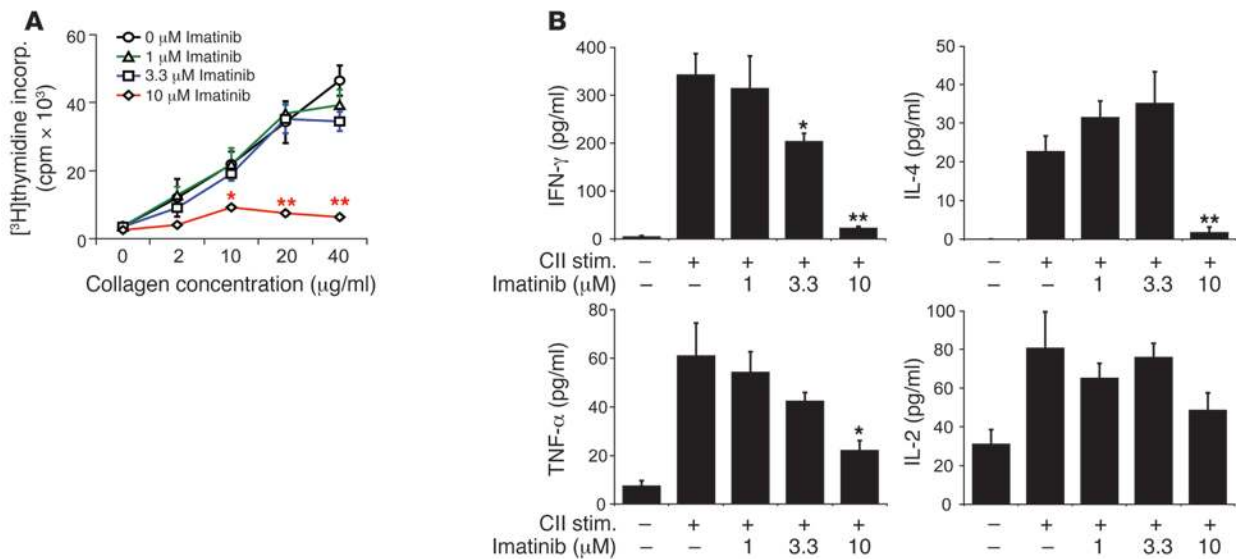 A
[³H]thymidine incorp.
(cpm × 10³)
60
40
20
0
0 μM Imatinib
1 μM Imatinib
3.3 μM Imatinib
10 μM Imatinib
* ** **
0 2 10 20 40
Collagen concentration (μg/ml)
B
IFN-γ (pg/ml)
400
300
200
100
0
*
**
CII stim. – + + + +
Imatinib (μM) – – 1 3.3 10
IL-4 (pg/ml)
50
40
30
20
10
0
**
– + + + +
– – 1 3.3 10
TNF-α (pg/ml)
80
60
40
20
0
*
CII stim. – + + + +
Imatinib (μM) – – 1 3.3 10
IL-2 (pg/ml)
100
80
60
40
20
0
– + + + +
– – 1 3.3 10